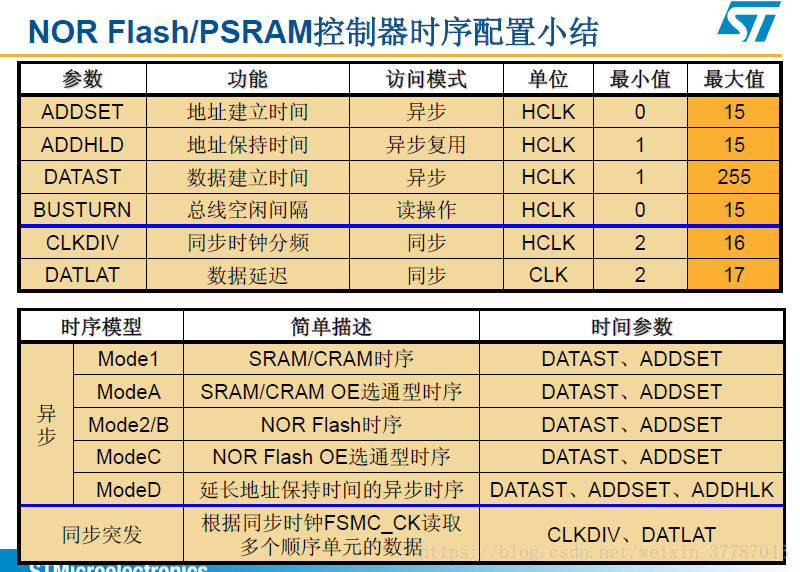 NOR Flash/PSRAM控制器时序配置小结
ST
参数 功能 访问模式 单位 最小值 最大值
ADDSET 地址建立时间 异步 HCLK 0 15
ADDHLD 地址保持时间 异步复用 HCLK 1 15
DATAST 数据建立时间 异步 HCLK 1 255
BUSTURN 总线空闲间隔 读操作 HCLK 0 15
CLKDIV 同步时钟分频 同步 HCLK 2 16
DATLAT 数据延迟 同步 CLK 2 17
时序模型 简单描述 时间参数
异步
Mode1 SRAM/CRAM时序 DATAST、ADDSET
ModeA SRAM/CRAM OE选通型时序 DATAST、ADDSET
Mode2/B NOR Flash时序 DATAST、ADDSET
ModeC NOR Flash OE选通型时序 DATAST、ADDSET
ModeD 延长地址保持时间的异步时序 DATAST、ADDSET、ADDHLK
同步突发 根据同步时钟FSMC_CK读取
多个顺序单元的数据 CLKDIV、DATLAT
https://blog.csdn.net/weixin_37787043
STMicroelectronics